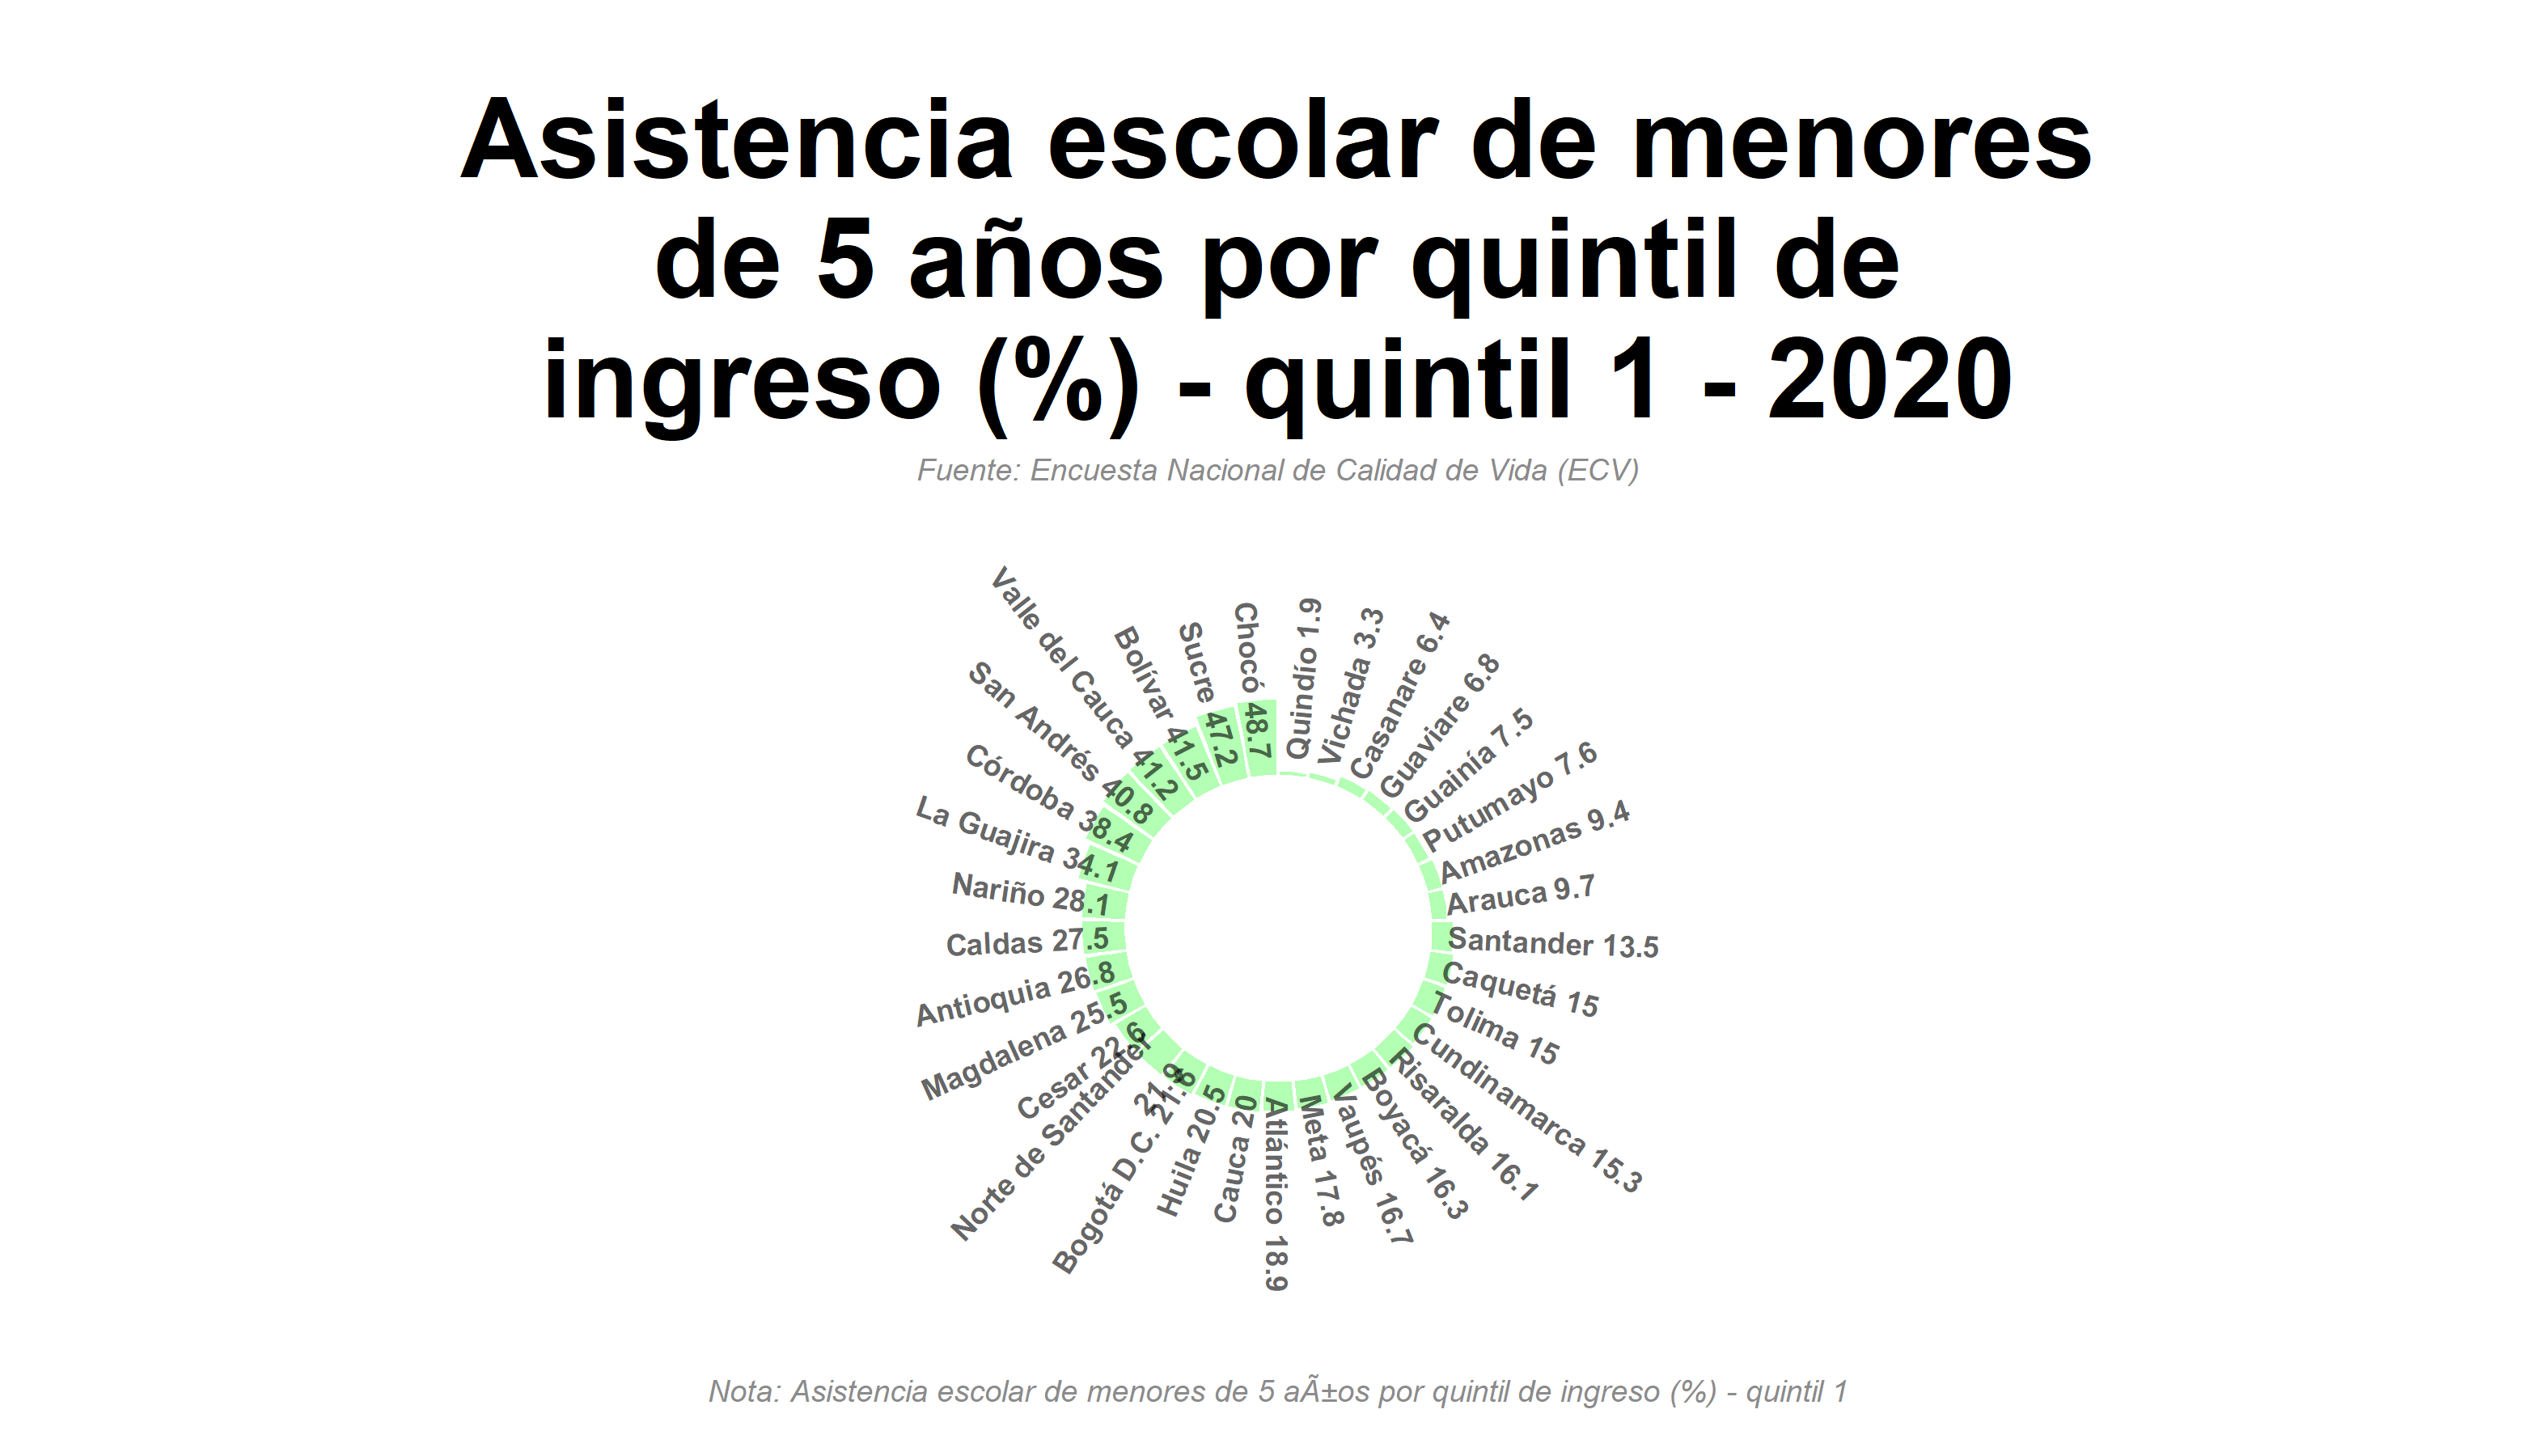 Asistencia escolar de menores
de 5 años por quintil de
ingreso (%) - quintil 1 - 2020
Fuente: Encuesta Nacional de Calidad de Vida (ECV)
Quindío 1.9
Vichada 3.3
Casanare 6.4
Guaviare 6.8
Guainía 7.5
Putumayo 7.6
Amazonas 9.4
Arauca 9.7
Santander 13.5
Caquetá 15
Tolima 15
Cundinamarca 15.3
Risaralda 16.1
Boyacá 16.3
Vaupés 16.7
Meta 17.8
Atlántico 18.9
Cauca 20
Huila 20.5
Bogotá D.C.
Norte de Santander
Cesar 22.6
Magdalena 25.5
Antioquia 26.8
Caldas 27.5
Nariño 28.1
La Guajira 34.1
Córdoba 38.4
San Andrés 40.8
Valle del Cauca 41.2
Bolívar 41.5
Sucre 47.2
Chocó 48.7
Nota: Asistencia escolar de menores de 5 aÃ±os por quintil de ingreso (%) - quintil 1